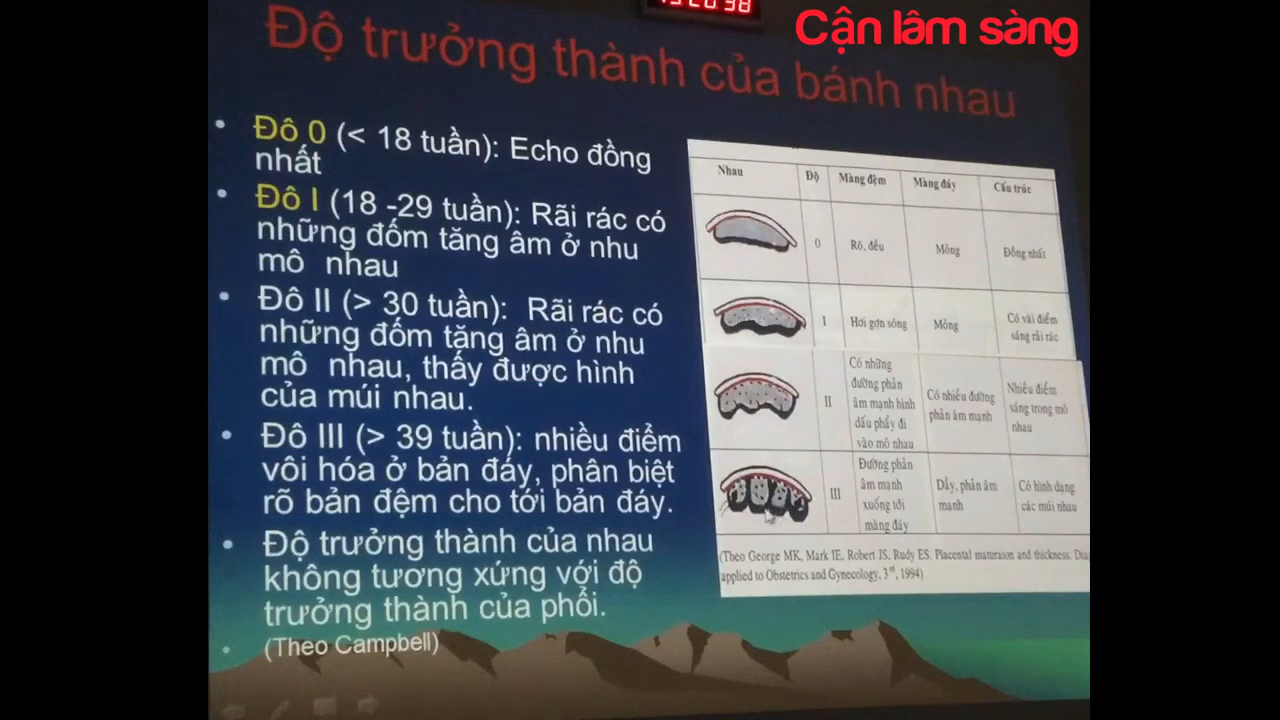 Cận lâm sàng
Độ trưởng thành của bánh nhau
• Đô 0 (< 18 tuần): Echo đồng
nhất
• Đô I (18 -29 tuần): Rãi rác có
những đốm tăng âm ở nhu
mô nhau
• Đô II (> 30 tuần): Rãi rác có
những đốm tăng âm ở nhu
mô nhau, thấy được hình
của múi nhau.
• Đô III (> 39 tuần): nhiều điểm
vôi hóa ở bản đáy, phân biệt
rõ bản đệm cho tới bản đáy.
• Độ trưởng thành của nhau
không tương xứng với độ
trưởng thành của phổi.
• (Theo Campbell)
Nhau Độ Màng đệm Màng đáy Cấu trúc
0 Rõ, đều Mỏng Đồng nhất
I Hơi gợn sóng Mỏng Có vài điểm
sáng rải rác
II Có những
đường phản
âm mạnh hình
dấu phẩy đi
vào mô nhau
Có nhiều đường
phản âm mạnh
Nhiều điểm
sáng trong mô
nhau
III Đường phản
âm mạnh
xuống tới
màng đáy
Dầy, phản âm
mạnh
Có hình dạng
các múi nhau
(Theo George MK, Mark IE, Robert JS, Rudy ES. Placental maturaion and thickness. Dia
applied to Obstetrics and Gynecology, 3rd, 1994)